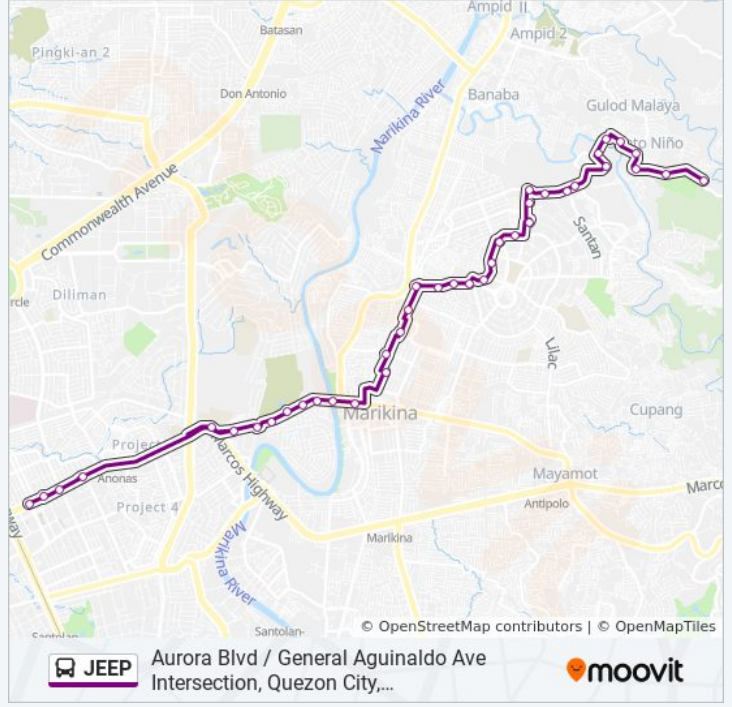 Ampid II
Ampid 2
Batasan
Pingki-an 2
Don Antonio
Banaba
Gulod Malaya
Marikina River
Commonwealth Avenue
Santan
rcle
Diliman
Lilac
Marikina
Cupang
Project
Marcos Highway
Anonas
Mayamot
Marco
Project 4
Antipolo
way
Marikina
Marikina River
Santolan-
Santolan-
© OpenStreetMap contributors | © OpenMapTiles
JEEP
Aurora Blvd / General Aguinaldo Ave
Intersection, Quezon City,...
moovit